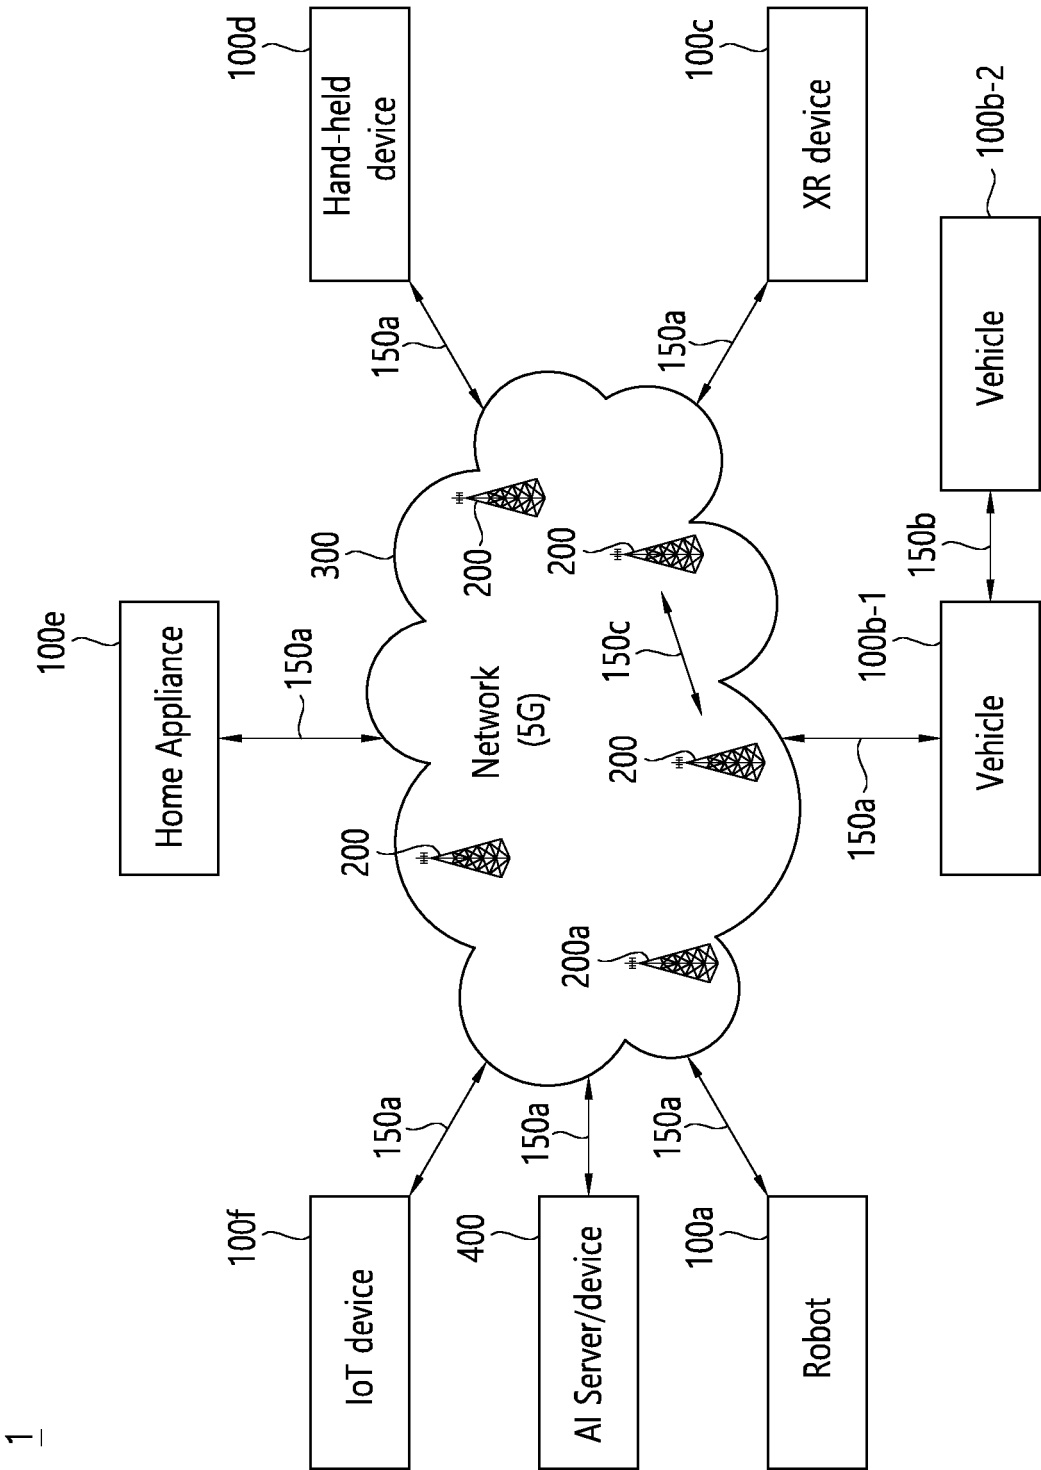 1
100e
Home Appliance
150a
100f
IoT device
150a
300
150a
100d
Hand-held
device
200
Network
(5G)
200
400
AI Server/device
150a
200a
200
150c
200
100a
Robot
150a
150a
100c
XR device
150a
100b-1
Vehicle
150b
100b-2
Vehicle